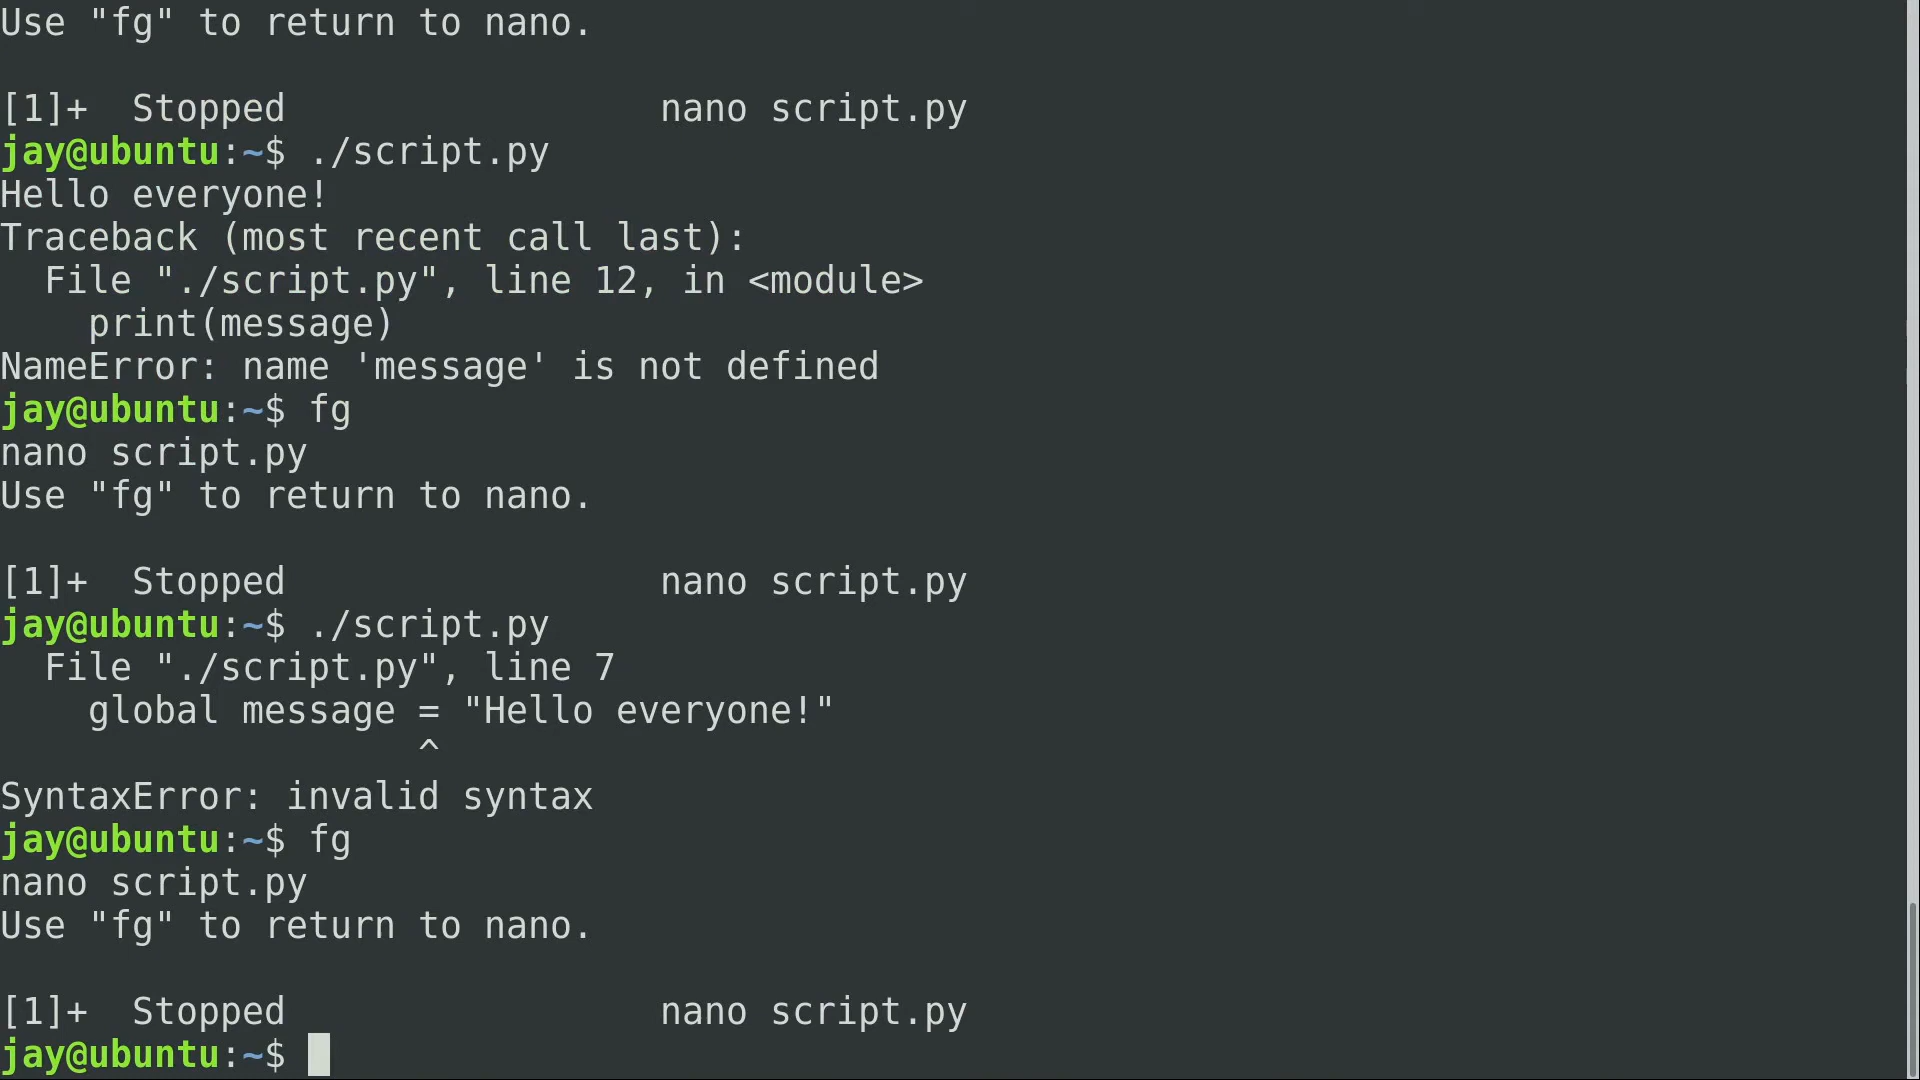 Use "fg" to return to nano.
[1]+  Stopped                 nano script.py
jay@ubuntu:~$ ./script.py
Hello everyone!
Traceback (most recent call last):
  File "./script.py", line 12, in <module>
    print(message)
NameError: name 'message' is not defined
jay@ubuntu:~$ fg
nano script.py
Use "fg" to return to nano.
[1]+  Stopped                 nano script.py
jay@ubuntu:~$ ./script.py
  File "./script.py", line 7
    global message = "Hello everyone!"
                   ^
SyntaxError: invalid syntax
jay@ubuntu:~$ fg
nano script.py
Use "fg" to return to nano.
[1]+  Stopped                 nano script.py
jay@ubuntu:~$